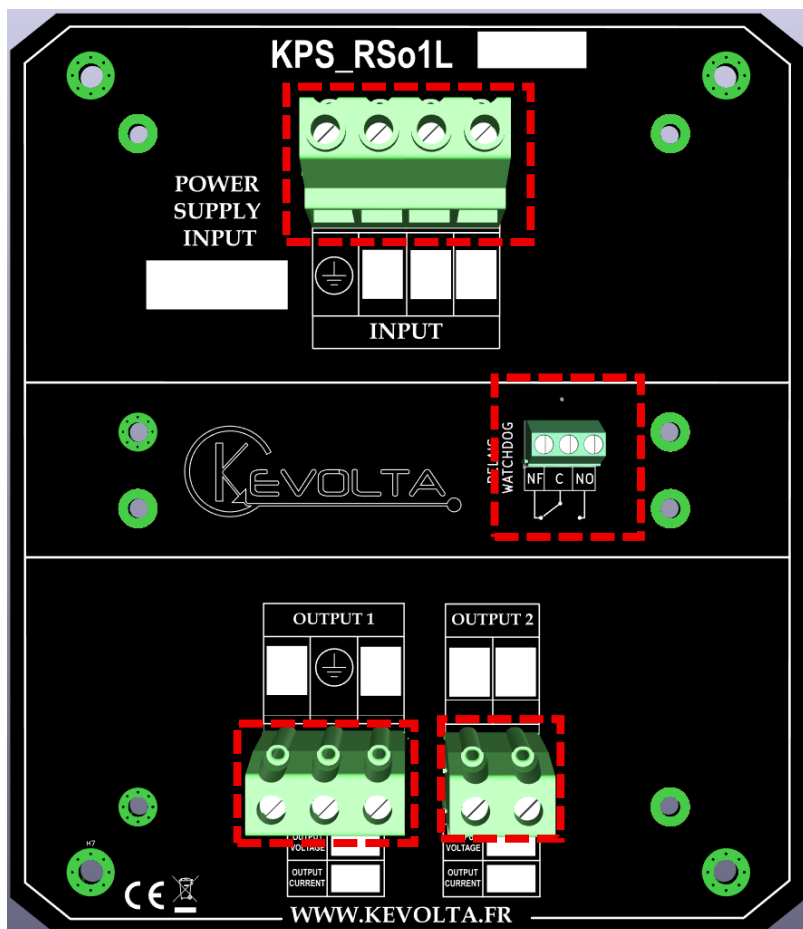 KPS_RSo1L
POWER
SUPPLY
INPUT
INPUT
RELAIS
WATCHDOG
NF C NO
KEVOLTA
OUTPUT 1
OUTPUT 2
OUTPUT
VOLTAGE
VOLTAGE
OUTPUT
CURRENT
OUTPUT
CURRENT
H7
CE
WWW.KEVOLTA.FR